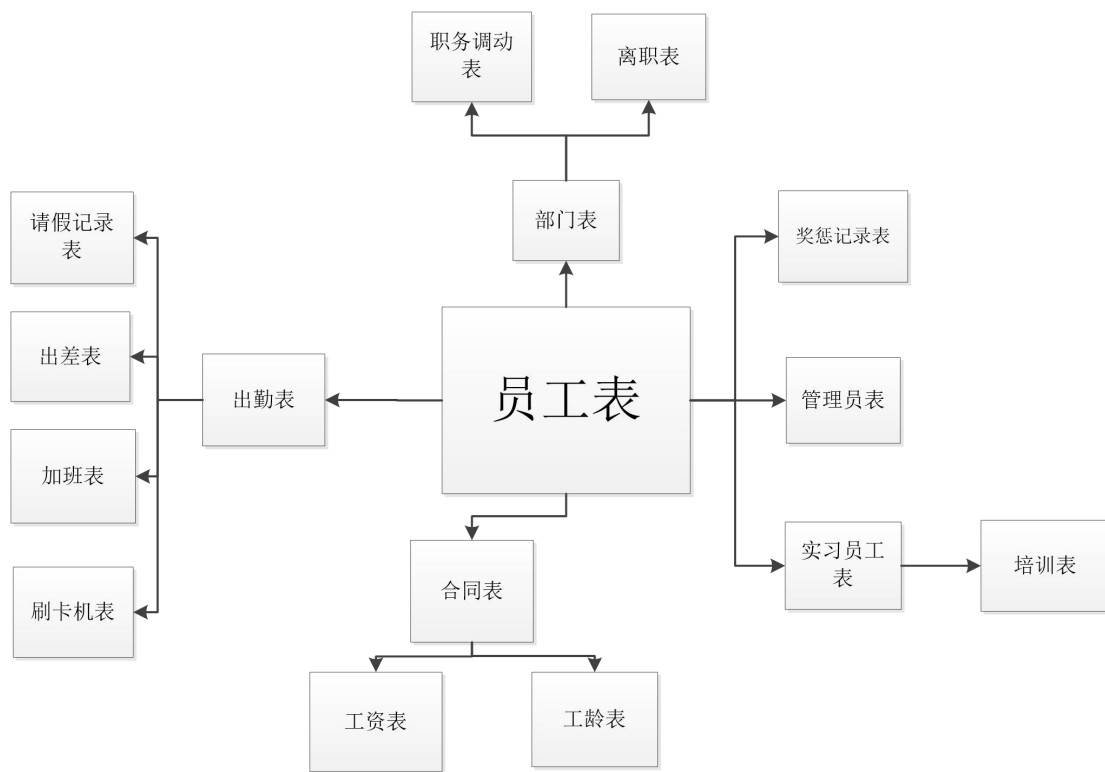 职务调动
表
离职表
部门表
请假记录
表
奖惩记录表
出差表
出勤表
员工表
管理员表
加班表
实习员工
表
培训表
合同表
刷卡机表
工资表
工龄表